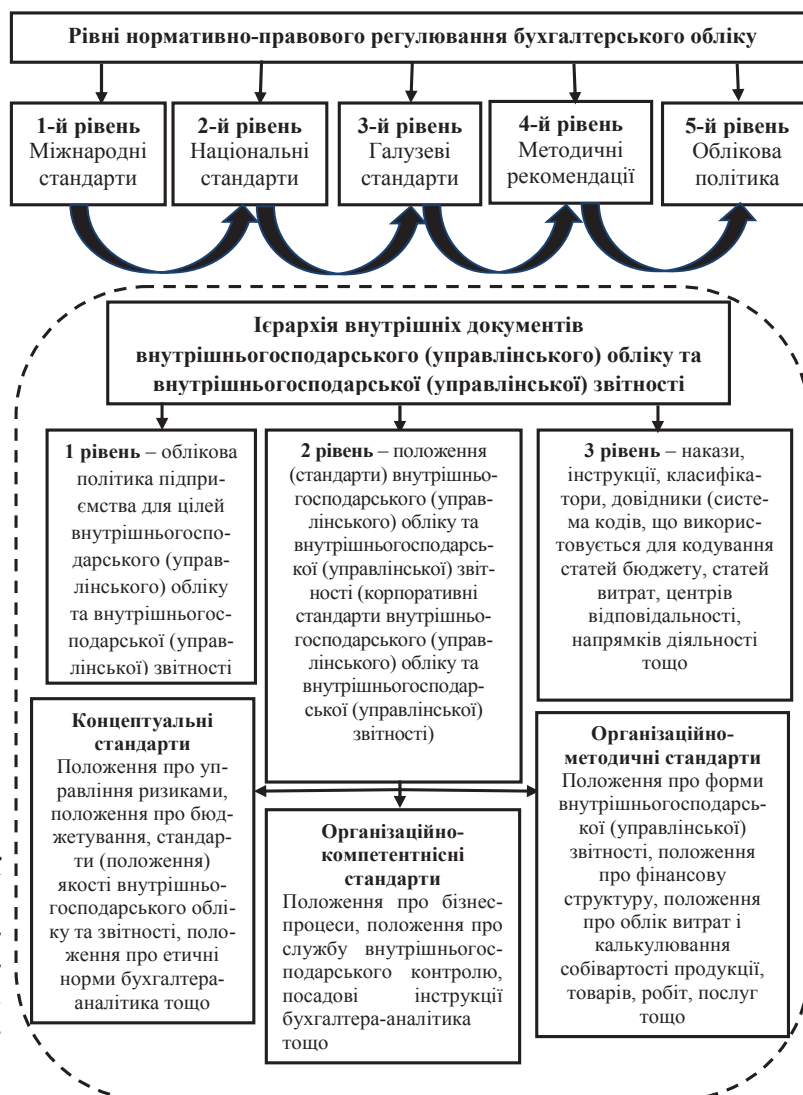 Рівні нормативно-правового регулювання бухгалтерського обліку
1-й рівень
Міжнародні
стандарти
2-й рівень
Національні
стандарти
3-й рівень
Галузеві
стандарти
4-й рівень
Методичні
рекомендації
5-й рівень
Облікова
політика
Ієрархія внутрішніх документів
внутрішньогосподарського (управлінського) обліку та
внутрішньогосподарської (управлінської) звітності
1 рівень – облікова
політика підпри-
ємства для цілей
внутрішньогоспо-
дарського (управ-
лінського) обліку
та внутрішньогос-
подарської (управ-
лінської) звітності
2 рівень – положення
(стандарти) внутрішньо-
господарського (управ-
лінського) обліку та
внутрішньогосподарсь-
кої (управлінської) звіт-
ності (корпоративні
стандарти внутрішньо-
господарського (управ-
лінського) обліку та
внутрішньогосподар-
ської (управлінської)
звітності)
3 рівень – накази,
інструкції, класифіка-
тори, довідники (систе-
ма кодів, що викорис-
товується для кодування
статей бюджету, статей
витрат, центрів
відповідальності,
напрямків діяльності
тощо
Концептуальні
стандарти
Положення про уп-
равління ризиками,
положення про бюд-
жетування, стандар-
ти (положення)
якості внутрішньо-
господарського облі-
ку та звітності, поло-
ження про етичні
норми бухгалтера-
аналітика тощо
Організаційно-
компетентнісні
стандарти
Положення про бізнес-
процеси, положення про
службу внутрішньогос-
подарського контролю,
посадові інструкції
бухгалтера-аналітика
тощо
Організаційно-
методичні стандарти
Положення про форми
внутрішньогосподарсь-
кої (управлінської)
звітності, положення
про фінансову
структуру, положення
про облік витрат і
калькулювання
собівартості продукції,
товарів, робіт, послуг
тощо